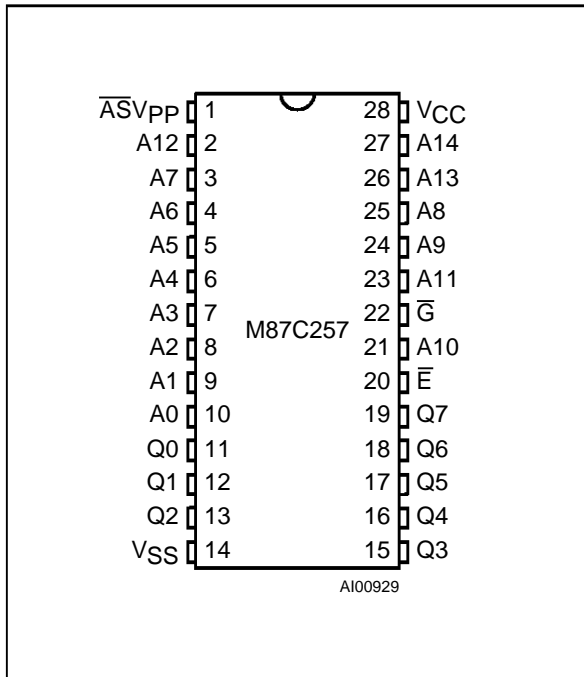 A̅S̅VPP 1 28 VCC
A12 2 27 A14
A7 3 26 A13
A6 4 25 A8
A5 5 24 A9
A4 6 23 A11
A3 7 22 G̅
M87C257
A2 8 21 A10
A1 9 20 E̅
A0 10 19 Q7
Q0 11 18 Q6
Q1 12 17 Q5
Q2 13 16 Q4
VSS 14 15 Q3
AI00929